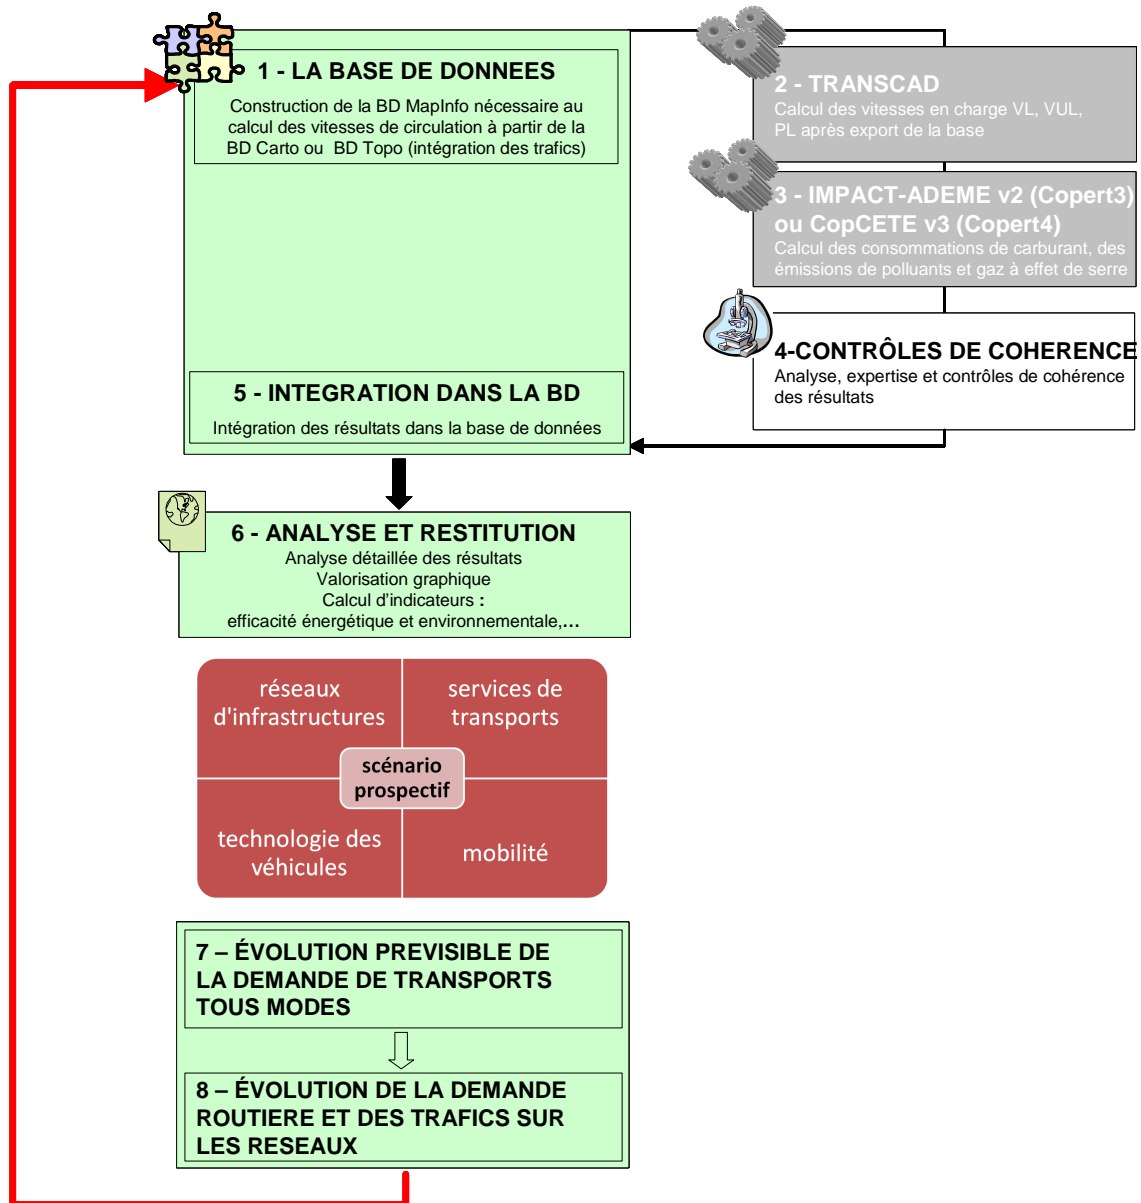 1 - LA BASE DE DONNEES
Construction de la BD MapInfo nécessaire au
calcul des vitesses de circulation à partir de la
BD Carto ou  BD Topo (intégration des trafics)
2 - TRANSCAD
Calcul des vitesses en charge VL, VUL,
PL après export de la base
3 - IMPACT-ADEME v2 (Copert3)
ou CopCETE v3 (Copert4)
Calcul des consommations de carburant, des
émissions de polluants et gaz à effet de serre
4-CONTRÔLES DE COHERENCE
Analyse, expertise et contrôles de cohérence
des résultats
5 - INTEGRATION DANS LA BD
Intégration des résultats dans la base de données
6 - ANALYSE ET RESTITUTION
Analyse détaillée des résultats
Valorisation graphique
Calcul d'indicateurs :
efficacité énergétique et environnementale,...
réseaux
d'infrastructures
services de
transports
scénario
prospectif
technologie des
véhicules
mobilité
7 – ÉVOLUTION PREVISIBLE DE
LA DEMANDE DE TRANSPORTS
TOUS MODES
8 – ÉVOLUTION DE LA DEMANDE
ROUTIERE ET DES TRAFICS SUR
LES RESEAUX